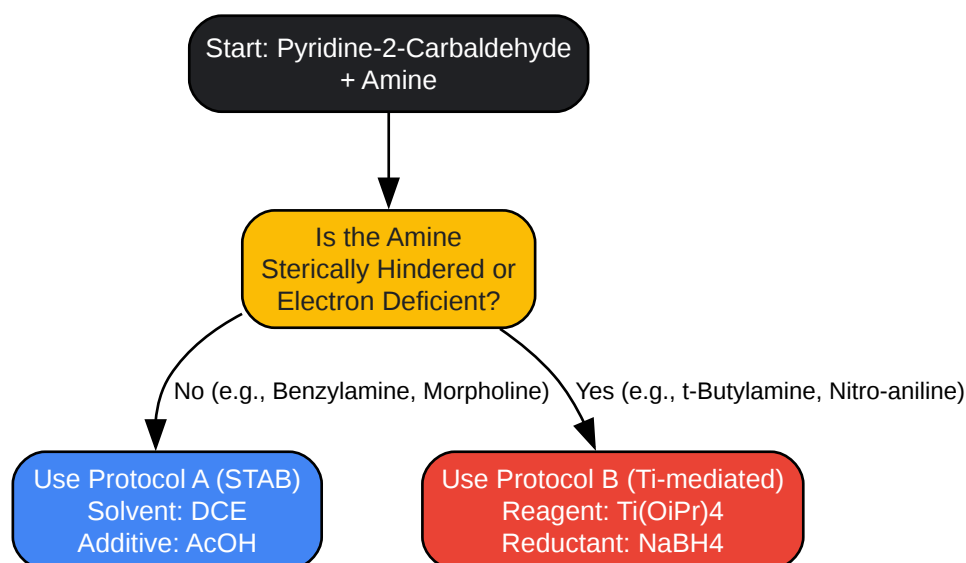 Start: Pyridine-2-Carbaldehyde
+ Amine
Is the Amine
Sterically Hindered or
Electron Deficient?
No (e.g., Benzylamine, Morpholine)
Yes (e.g., t-Butylamine, Nitro-aniline)
Use Protocol A (STAB)
Solvent: DCE
Additive: AcOH
Use Protocol B (Ti-mediated)
Reagent: Ti(OiPr)4
Reductant: NaBH4